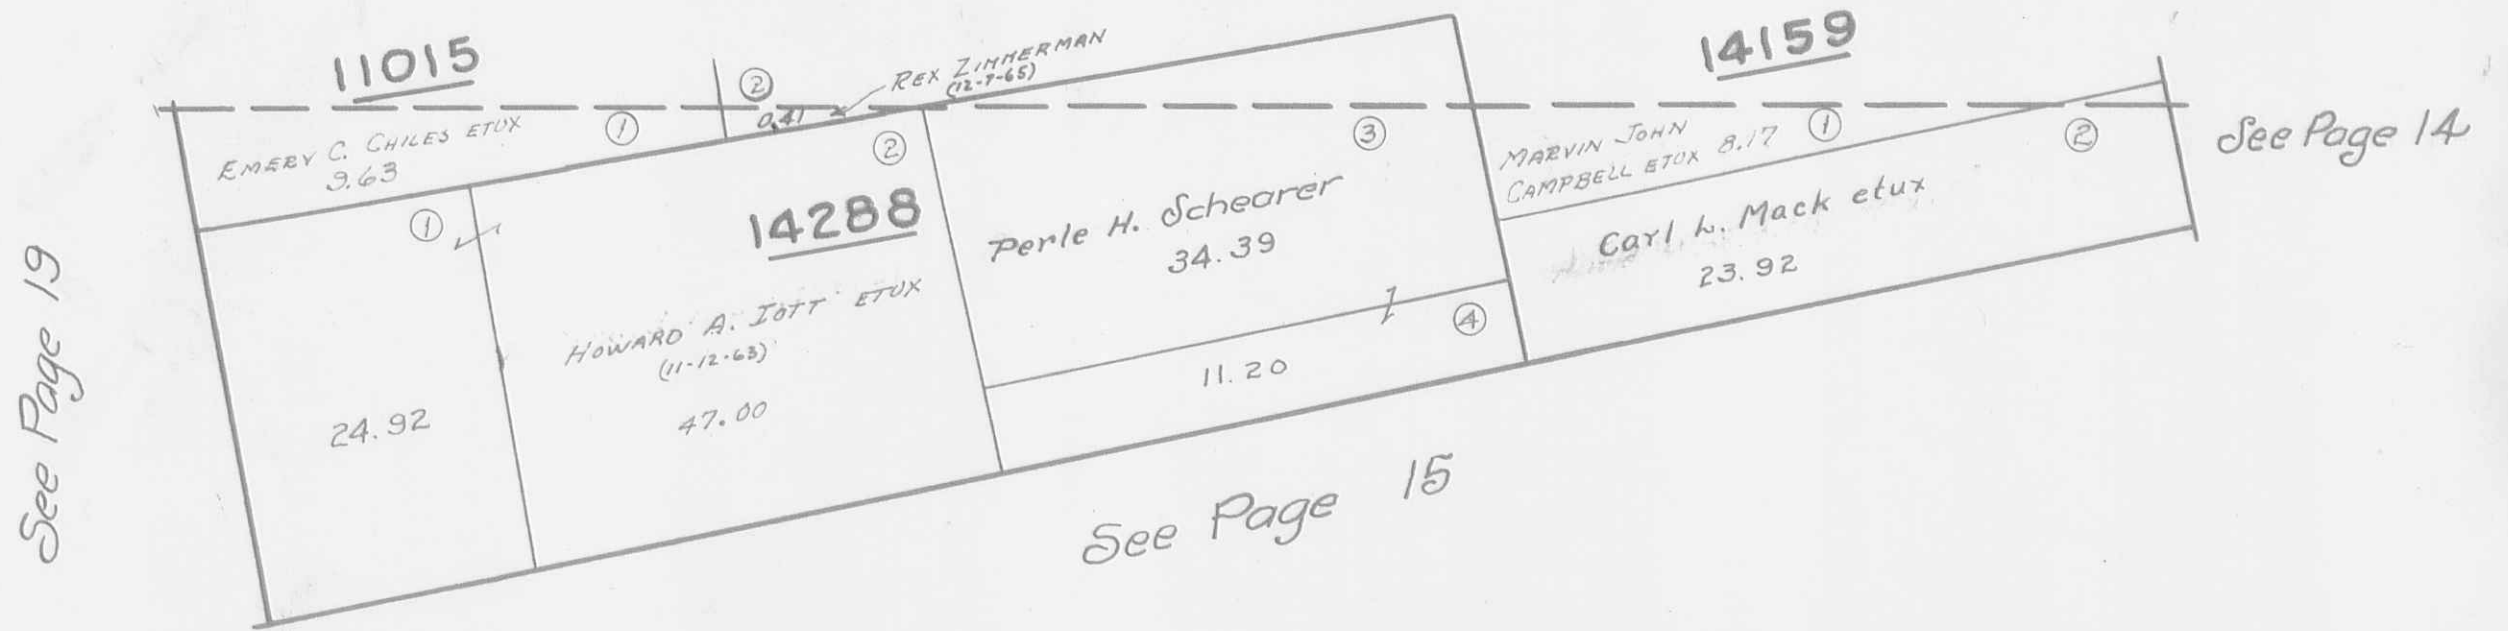 11015
②
REX ZIMMERMAN
(12-7-65)
14159
EMERY C. CHILES ETUX
9.63
①
0.41
②
③
MARVIN JOHN
CAMPBELL ETUX 8.17
①
②
See Page 14
See Page 19
①
14288
Perle H. Schearer
34.39
Carl L. Mack etux
23.92
HOWARD A. IOTT ETUX
(11-12-63)
47.00
24.92
④
11.20
See Page 15